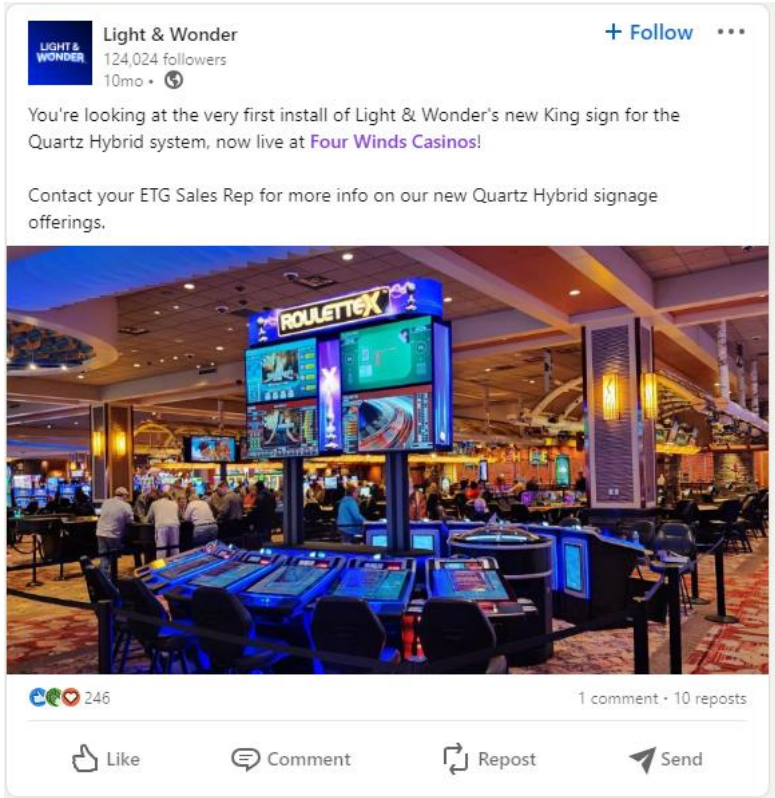 LIGHT &
WONDER
Light & Wonder
124,024 followers
10mo •
+ Follow
You're looking at the very first install of Light & Wonder's new King sign for the
Quartz Hybrid system, now live at Four Winds Casinos!
Contact your ETG Sales Rep for more info on our new Quartz Hybrid signage
offerings.
ROULETTEX
246
1 comment • 10 reposts
Like
Comment
Repost
Send